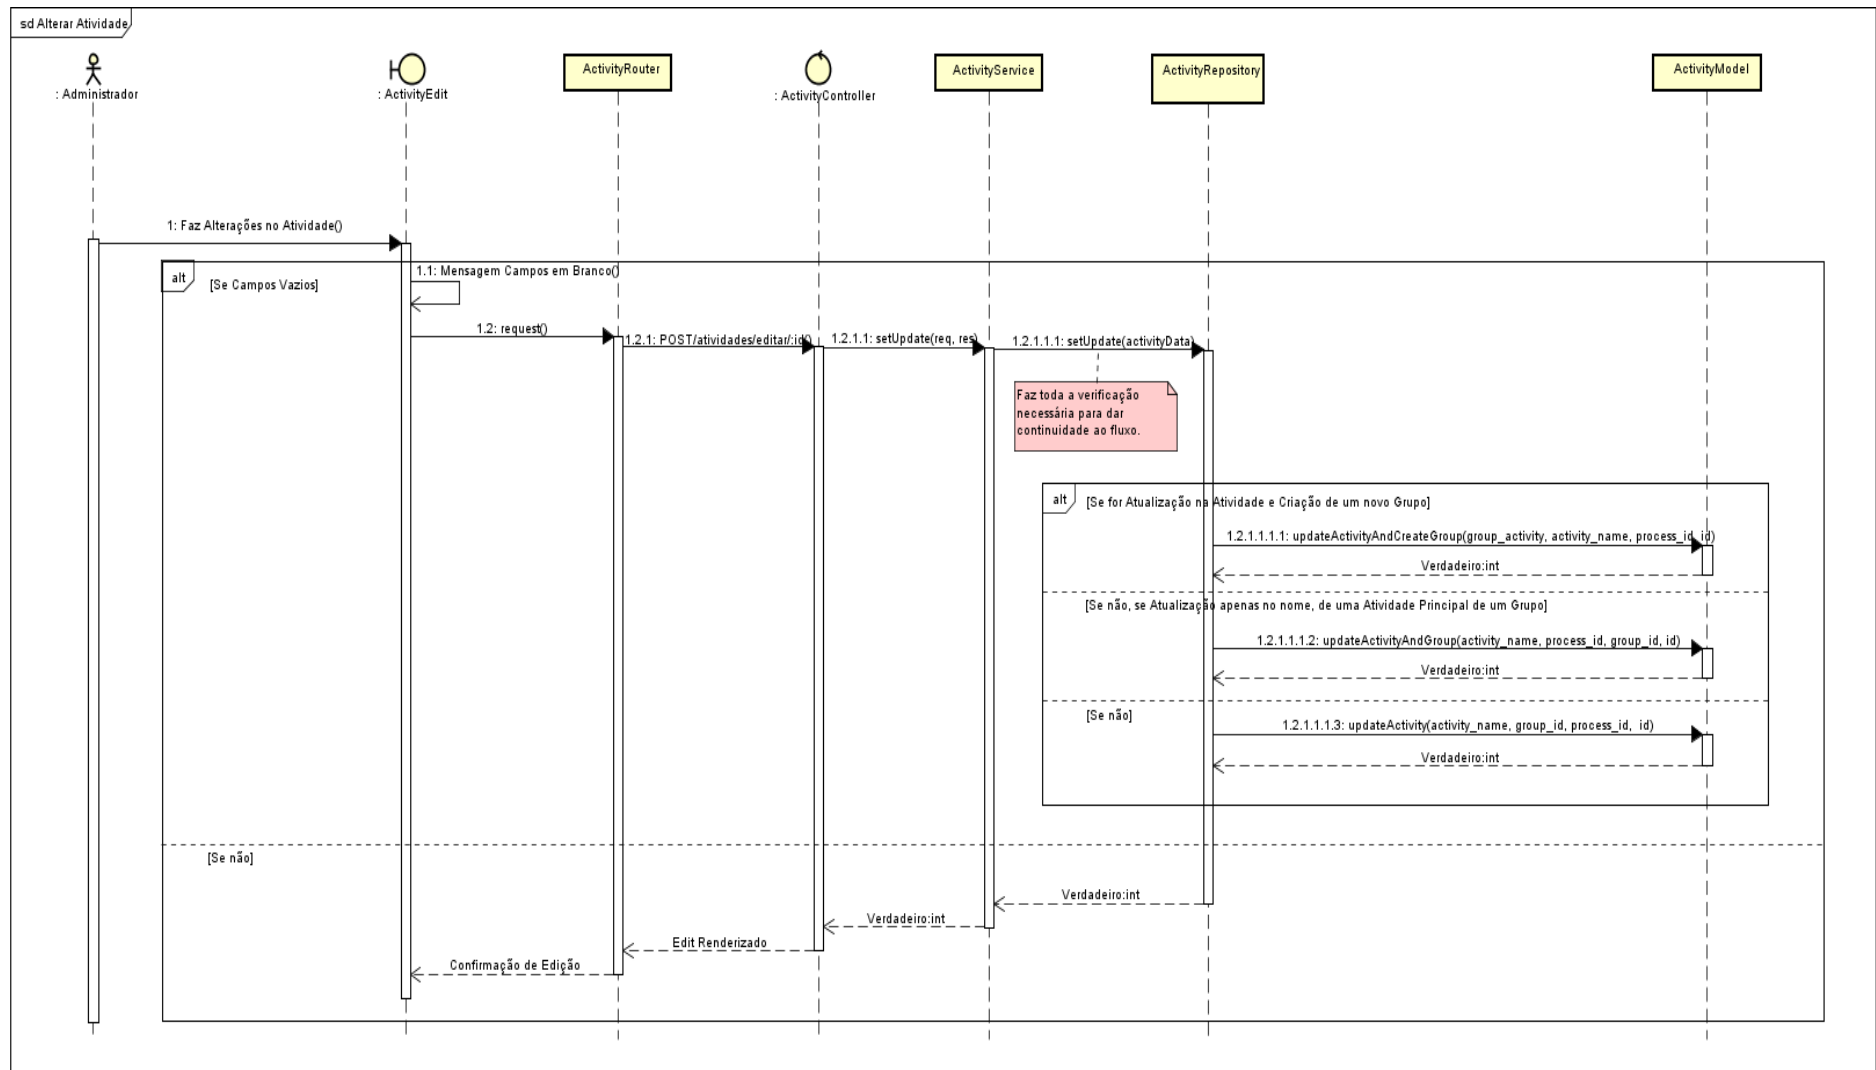 sd Alterar Atividade
: Administrador
: ActivityEdit
ActivityRouter
: ActivityController
ActivityService
ActivityRepository
ActivityModel
1: Faz Alterações no Atividade()
alt
[Se Campos Vazios]
1.1: Mensagem Campos em Branco()
1.2: request()
1.2.1: POST/atividades/editar/:id()
1.2.1.1: setUpdate(req, res)
1.2.1.1.1: setUpdate(activityData)
Faz toda a verificação
necessária para dar
continuidade ao fluxo.
alt
[Se for Atualização na Atividade e Criação de um novo Grupo]
1.2.1.1.1.1: updateActivityAndCreateGroup(group_activity, activity_name, process_id, id)
Verdadeiro:int
[Se não, se Atualização apenas no nome, de uma Atividade Principal de um Grupo]
1.2.1.1.1.2: updateActivityAndGroup(activity_name, process_id, group_id, id)
Verdadeiro:int
[Se não]
1.2.1.1.1.3: updateActivity(activity_name, group_id, process_id, id)
Verdadeiro:int
[Se não]
Verdadeiro:int
Verdadeiro:int
Edit Renderizado
Confirmação de Edição